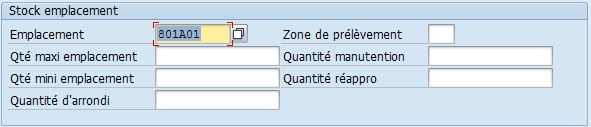 Stock emplacement
Emplacement 801A01 Zone de prélèvement
Qté maxi emplacement Quantité manutention
Qté mini emplacement Quantité réappro
Quantité d'arrondi